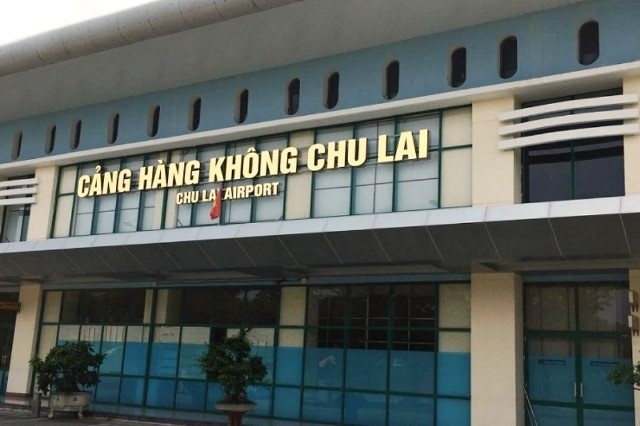 CẢNG HÀNG KHÔNG CHU LAI
CHU LAI AIRPORT